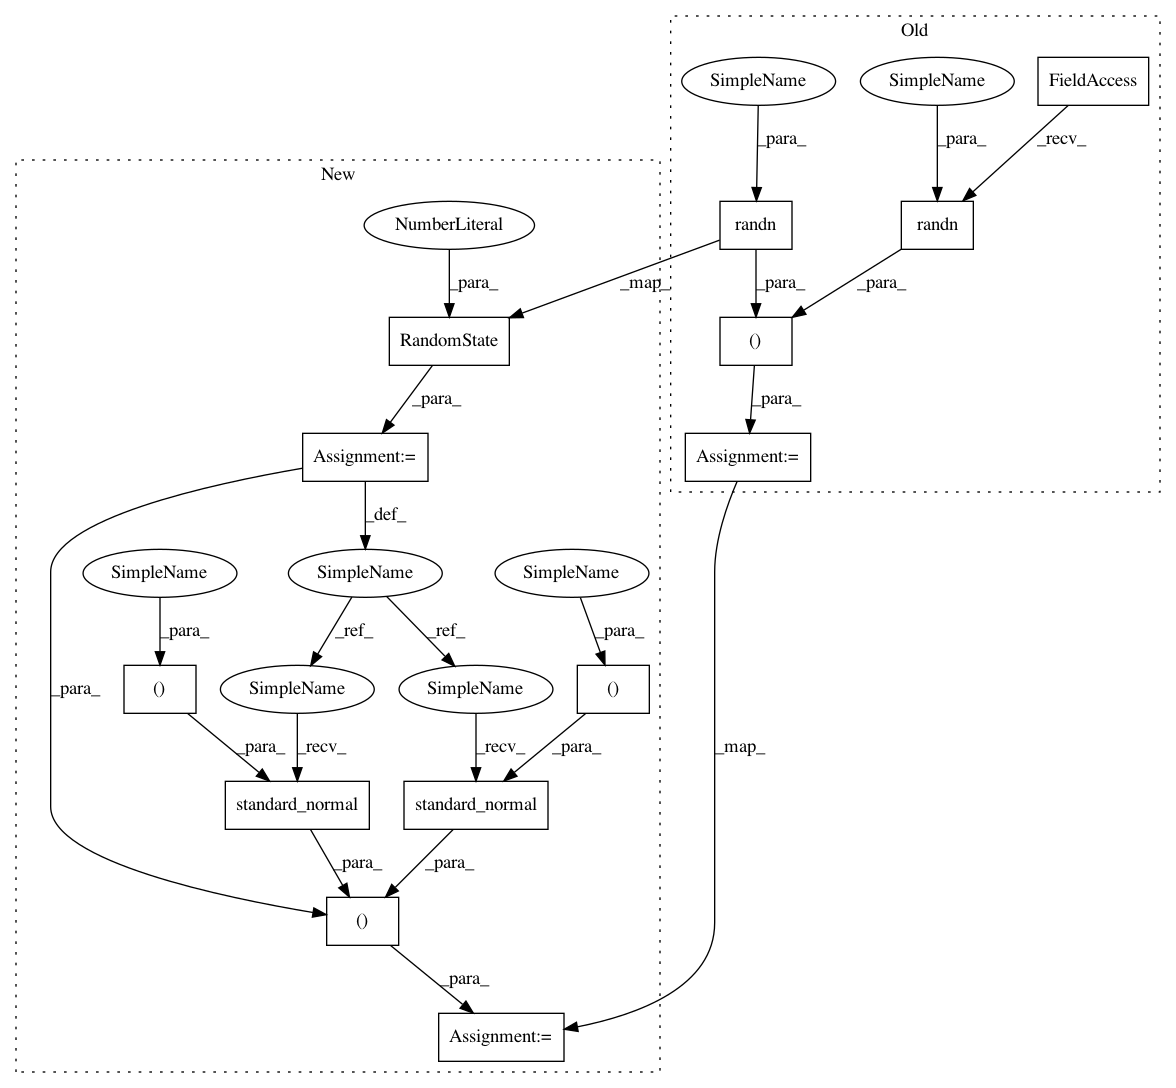 Old
SimpleName
SimpleName
FieldAccess
_para_
_para_
_recv_
New
NumberLiteral
randn
randn
_para_
_map_
_para_
_para_
RandomState
()
_para_
_para_
Assignment:=
Assignment:=
_def_
SimpleName
SimpleName
SimpleName
_para_
_ref_
_ref_
_para_
_para_
()
SimpleName
SimpleName
()
_para_
_recv_
_recv_
_para_
_map_
standard_normal
standard_normal
_para_
_para_
()
_para_
Assignment:=